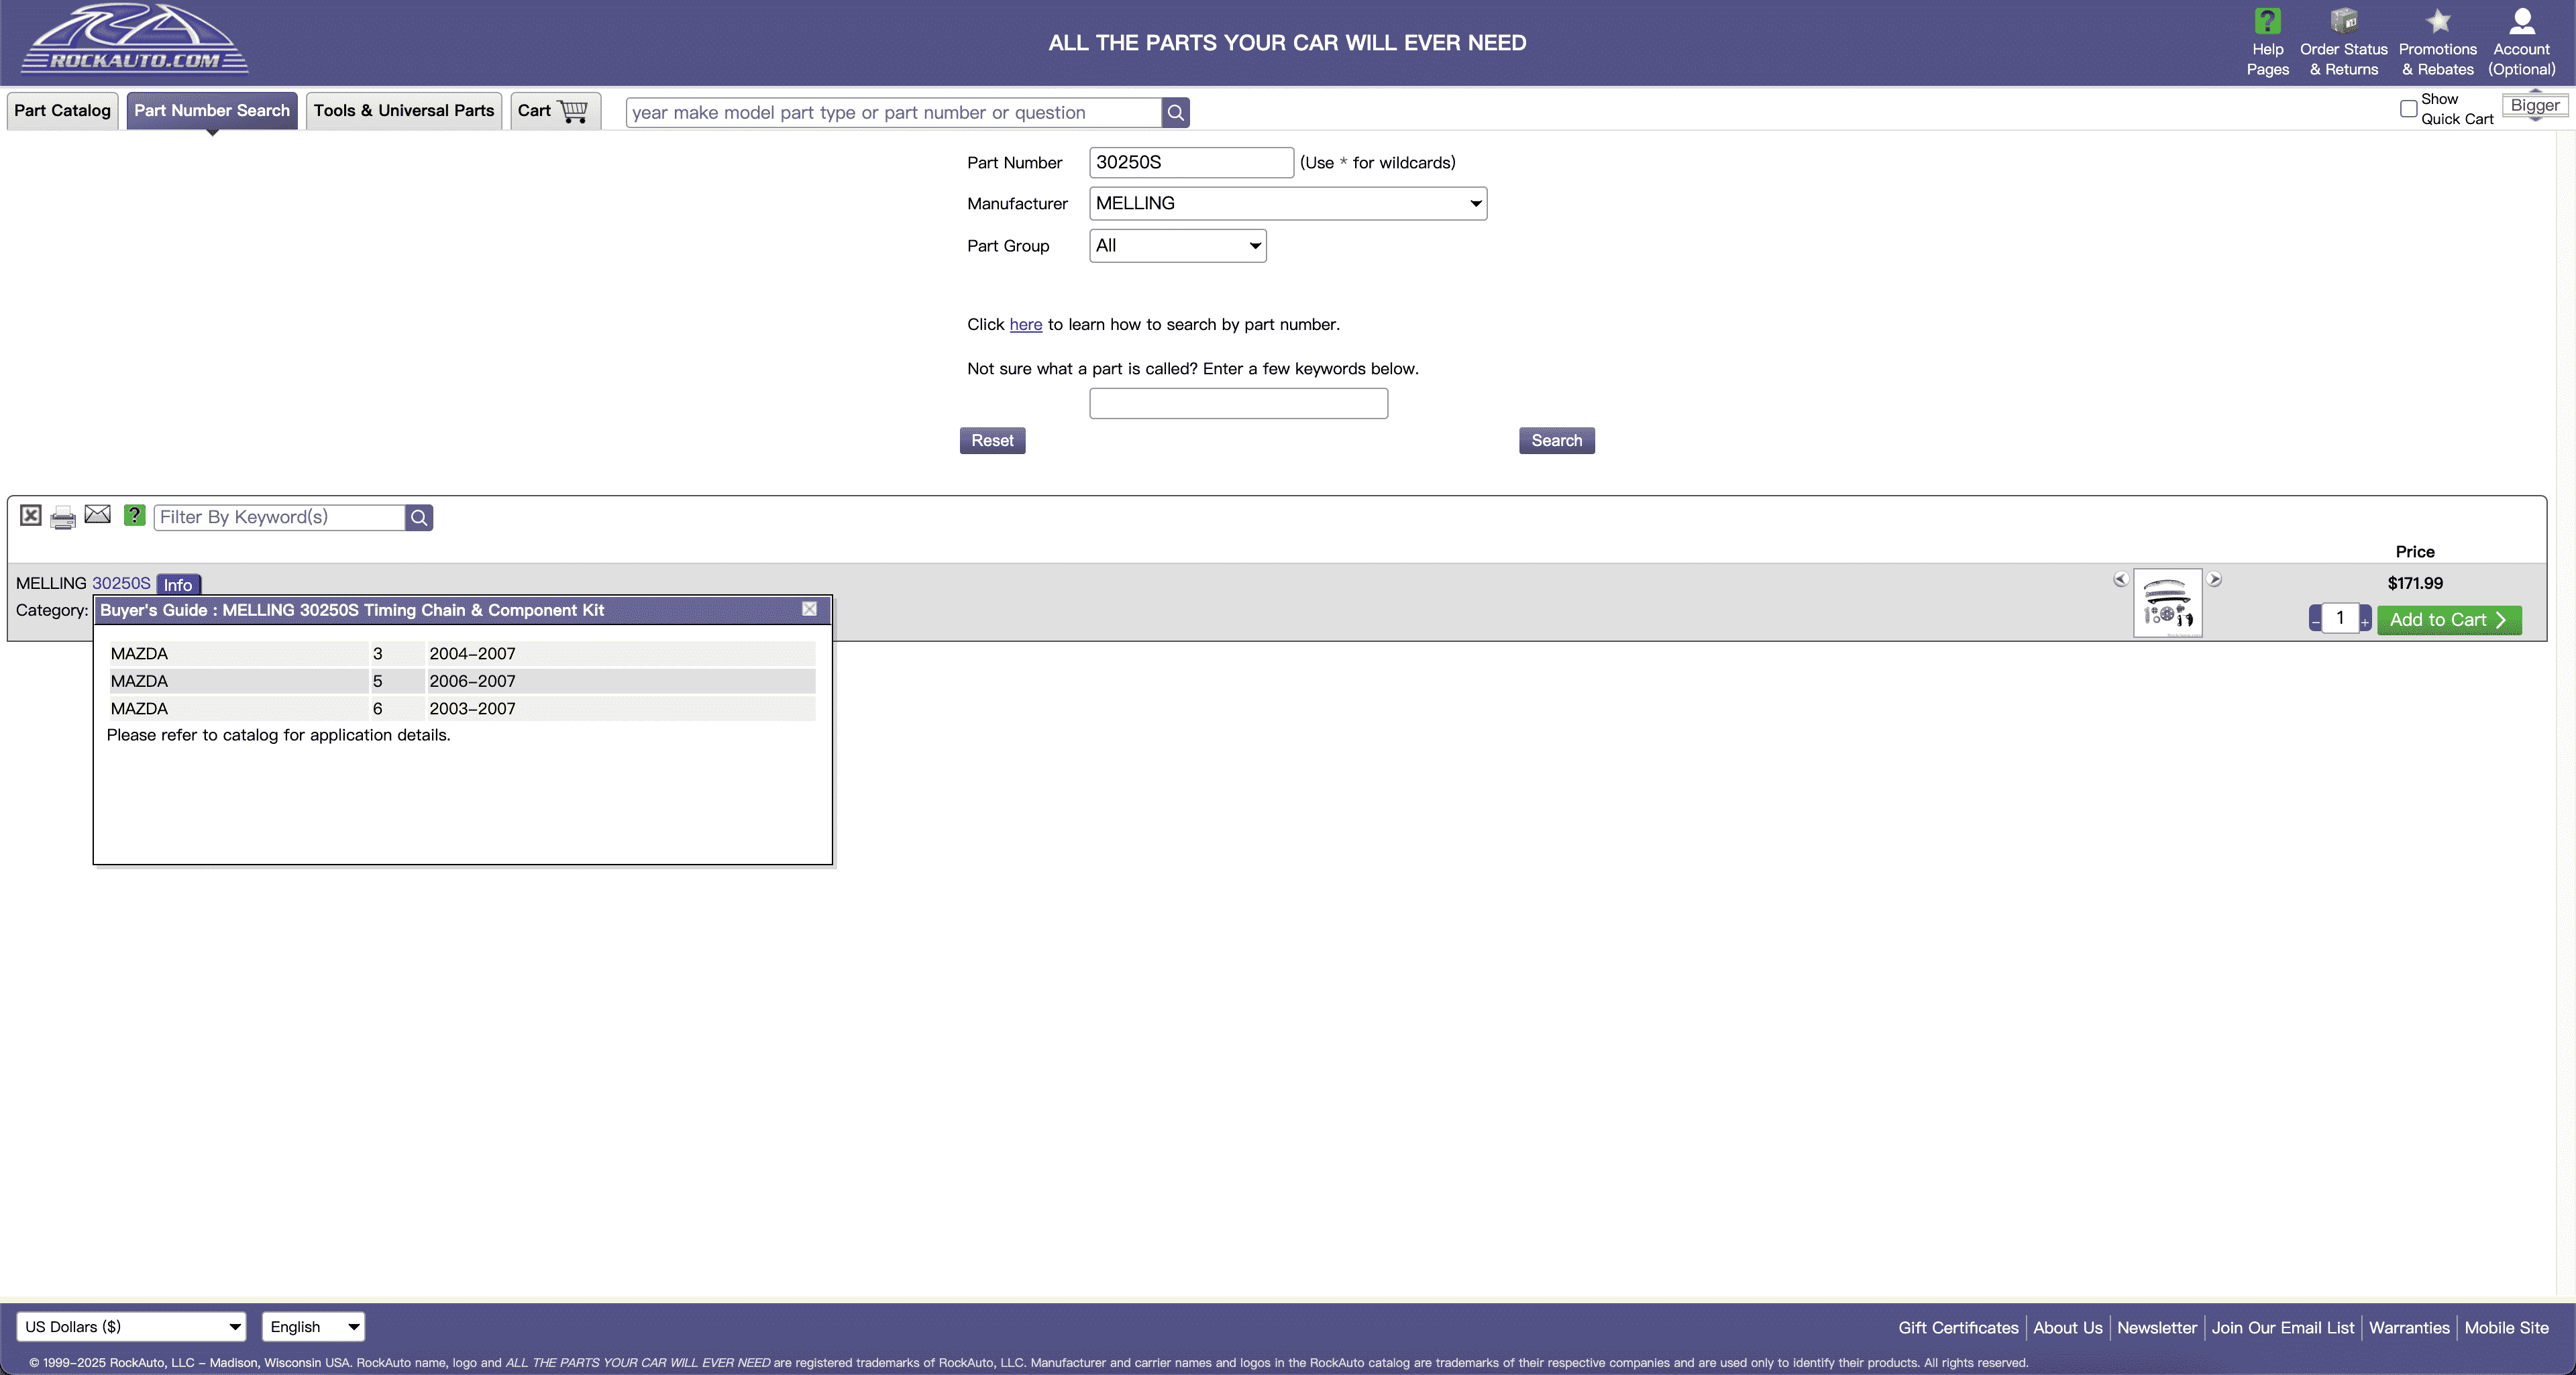 ROCKAUTO.COM
ALL THE PARTS YOUR CAR WILL EVER NEED
Help Pages
Order Status & Returns
Promotions & Rebates
Account (Optional)
Part Catalog
Part Number Search
Tools & Universal Parts
Cart
year make model part type or part number or question
Show Quick Cart
Bigger
Part Number 30250S (Use * for wildcards)
Manufacturer MELLING
Part Group All
Click here to learn how to search by part number.
Not sure what a part is called? Enter a few keywords below.
Reset Search
Filter By Keyword(s)
Price
MELLING 30250S Info
$171.99
Category:
1 Add to Cart
Buyer's Guide : MELLING 30250S Timing Chain & Component Kit
MAZDA 3 2004–2007
MAZDA 5 2006–2007
MAZDA 6 2003–2007
Please refer to catalog for application details.
US Dollars ($) English
Gift Certificates About Us Newsletter Join Our Email List Warranties Mobile Site
© 1999–2025 RockAuto, LLC – Madison, Wisconsin USA. RockAuto name, logo and ALL THE PARTS YOUR CAR WILL EVER NEED are registered trademarks of RockAuto, LLC. Manufacturer and carrier names and logos in the RockAuto catalog are trademarks of their respective companies and are used only to identify their products. All rights reserved.